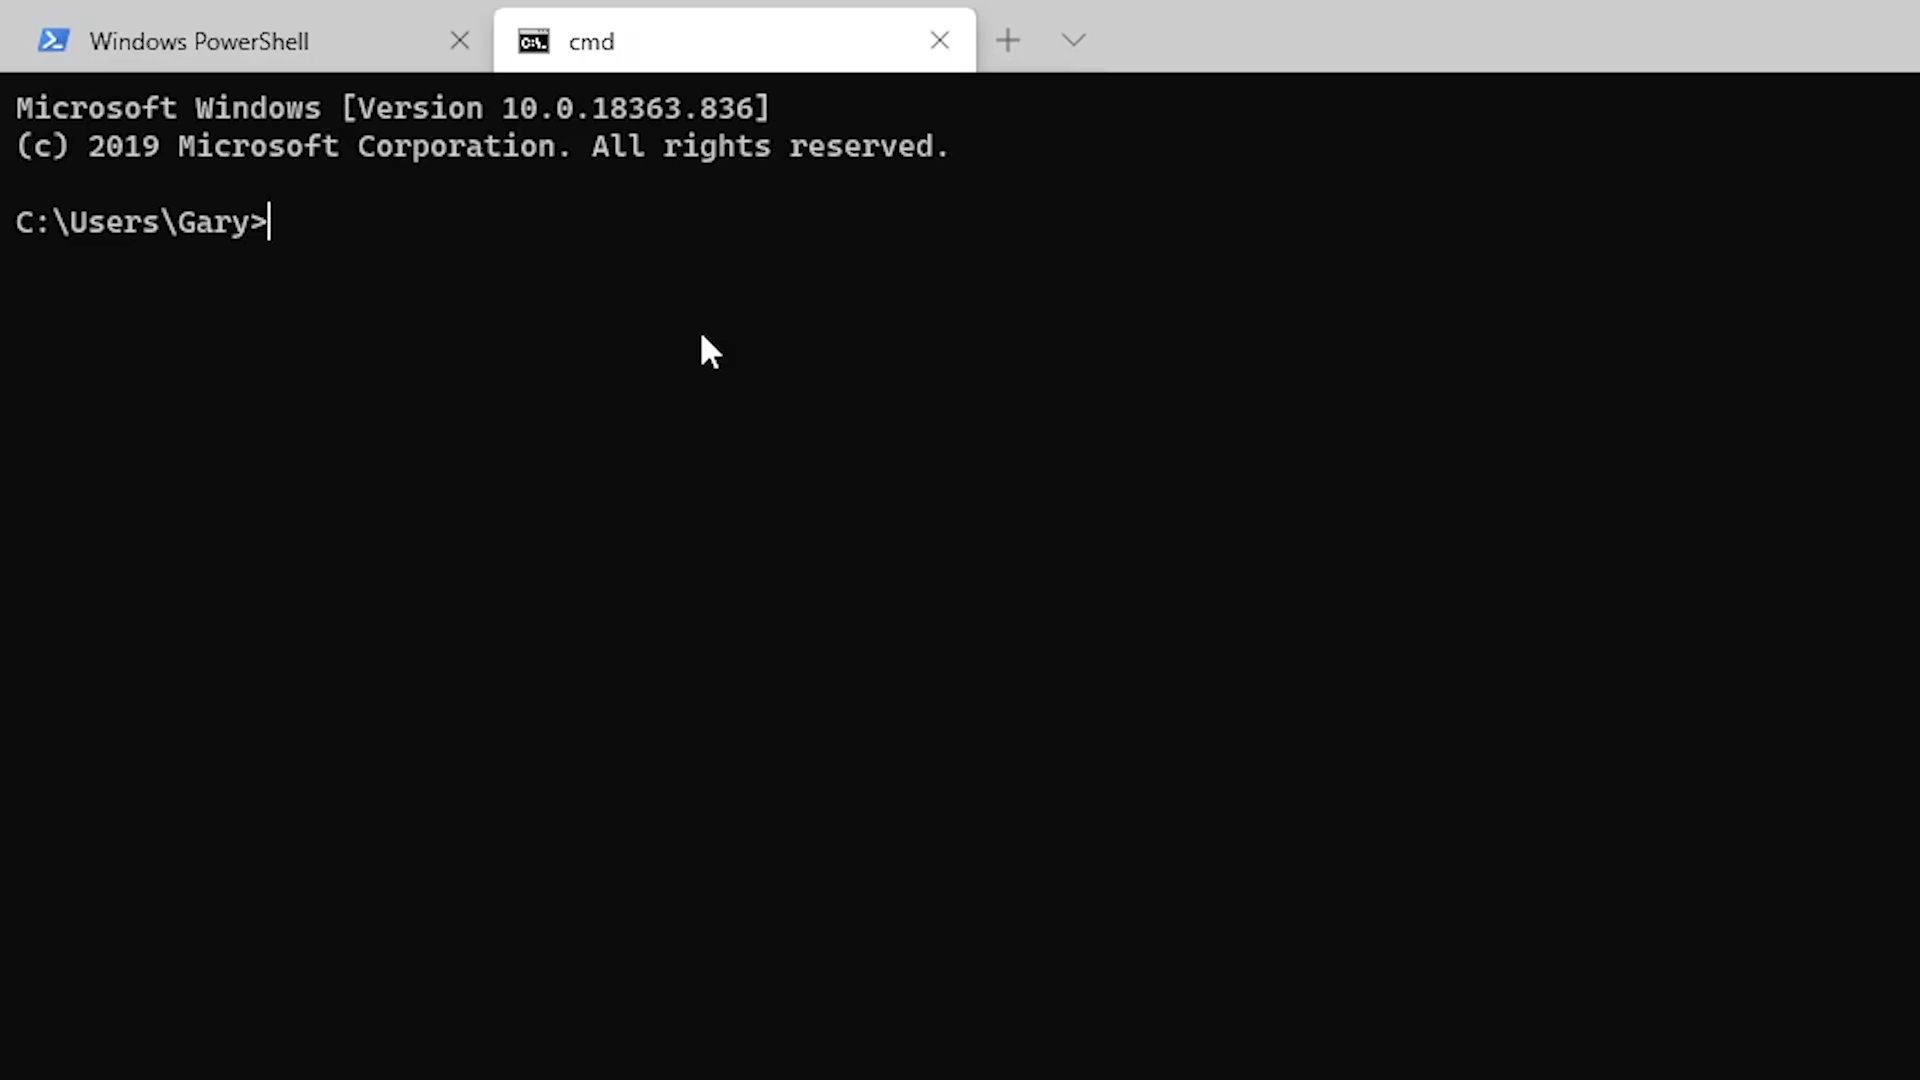 Windows PowerShell
cmd
Microsoft Windows [Version 10.0.18363.836]
(c) 2019 Microsoft Corporation. All rights reserved.
C:\Users\Gary>